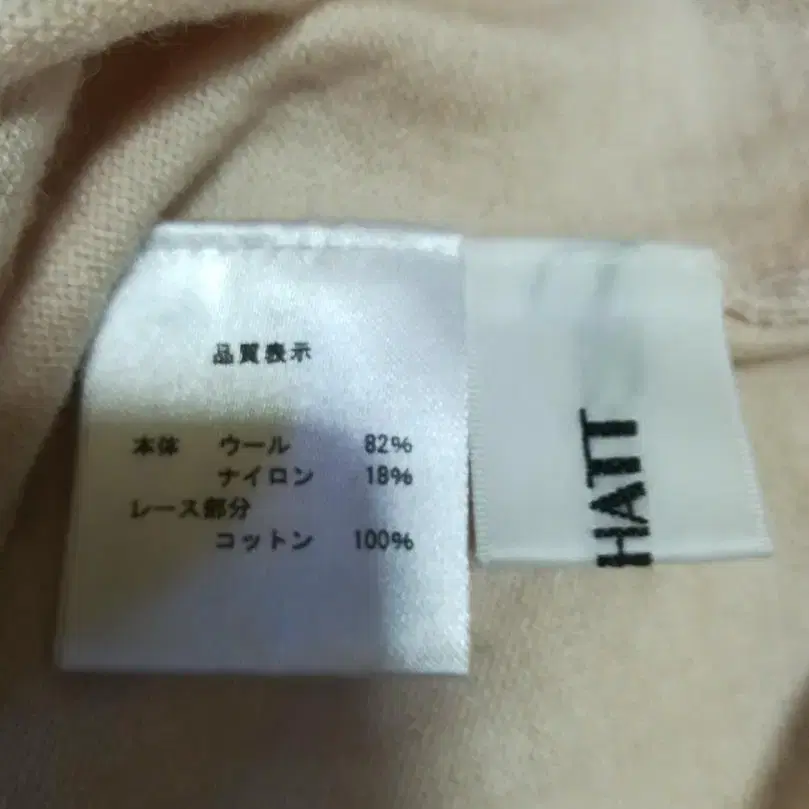 品質表示
本体 ウール 82%
ナイロン 18%
レース部分
コットン 100%
HATT